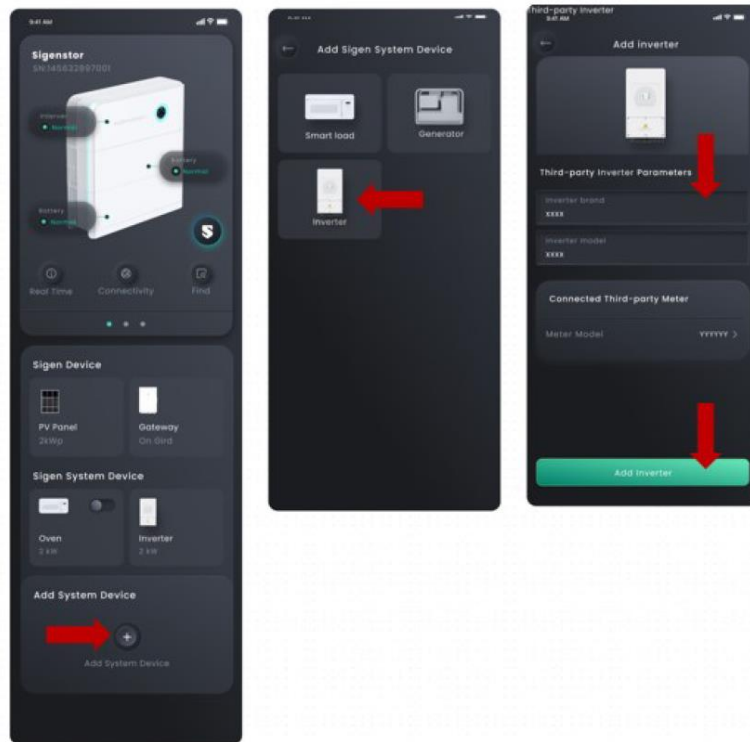 9:41 AM
Sigenstor
SN:145632897001
Inverter
Normal
Battery
Normal
Battery
Normal
S
Real Time
Connectivity
Find
Sigen Device
PV Panel
2kWp
Gateway
On Gird
Sigen System Device
Oven
2 kW
Inverter
2 kW
Add System Device
+
Add System Device
Add Sigen System Device
Smart load
Generator
Inverter
Third-party Inverter
9:41 AM
Add inverter
Third-party Inverter Parameters
Inverter brand
xxxx
Inverter model
xxxx
Connected Third-party Meter
Meter Model
YYYYYY >
Add Inverter